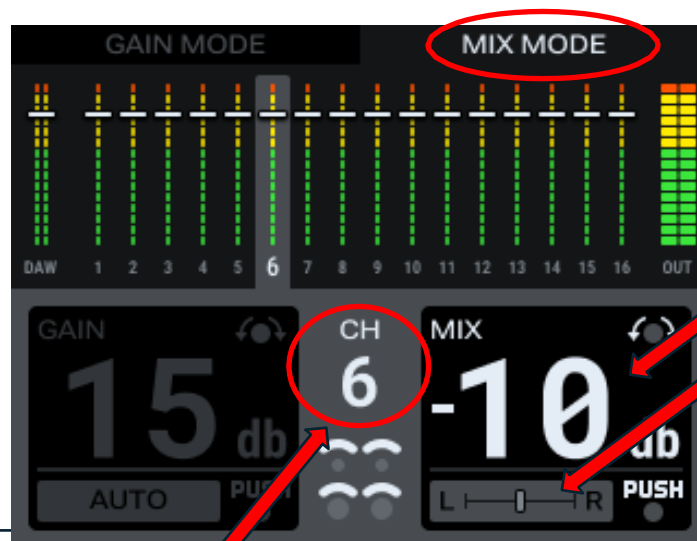 GAIN MODE MIX MODE
DAW 1 2 3 4 5 6 7 8 9 10 11 12 13 14 15 16 OUT
GAIN CH MIX
15 db 6 -10 db
AUTO PUSH L R PUSH